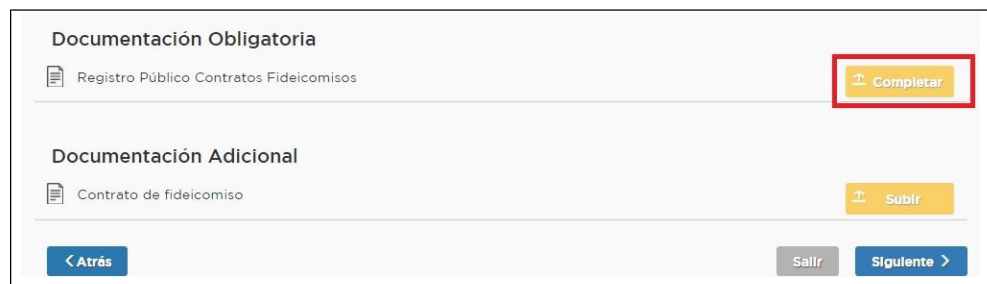 Documentación Obligatoria
Registro Público Contratos Fideicomisos
Completar
Documentación Adicional
Contrato de fideicomiso
Subir
Atrás
Salir
Siguiente